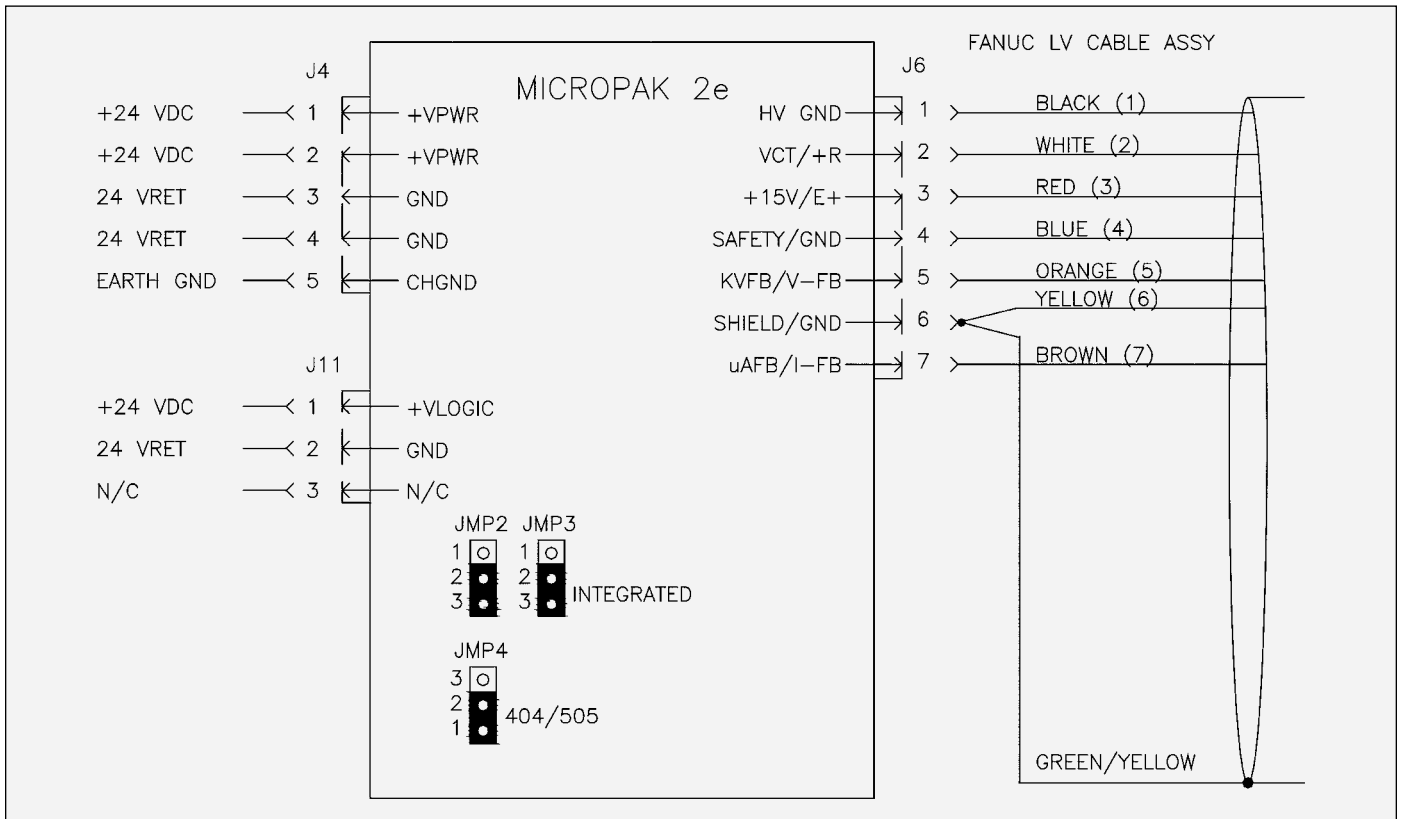 FANUC LV CABLE ASSY
J4
MICROPAK 2e
J6
+24 VDC 1 +VPWR HV GND 1 BLACK (1)
+24 VDC 2 +VPWR VCT/+R 2 WHITE (2)
24 VRET 3 GND +15V/E+ 3 RED (3)
24 VRET 4 GND SAFETY/GND 4 BLUE (4)
EARTH GND 5 CHGND KVFB/V-FB 5 ORANGE (5)
YELLOW (6)
SHIELD/GND 6
uAFB/I-FB 7 BROWN (7)
J11
+24 VDC 1 +VLOGIC
24 VRET 2 GND
N/C 3 N/C
JMP2 JMP3
1 1
2 2
3 3 INTEGRATED
JMP4
3
2
1 404/505
GREEN/YELLOW